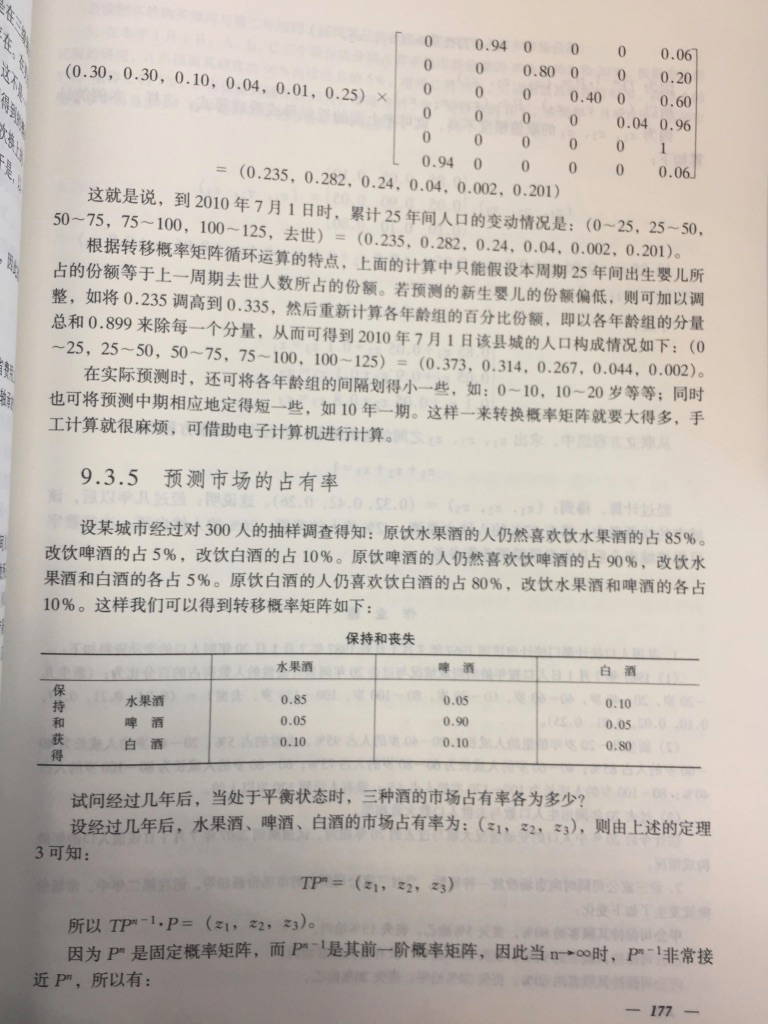 0 0.94 0 0 0 0.06
0 0 0.80 0 0 0.20
(0.30, 0.30, 0.10, 0.04, 0.01, 0.25) × 0 0 0 0.40 0 0.60
0 0 0 0 0.04 0.96
0 0 0 0 0 1
0.94 0 0 0 0 0.06
= (0.235, 0.282, 0.24, 0.04, 0.002, 0.201)
这就是说，到 2010 年 7 月 1 日时，累计 25 年间人口的变动情况是：(0～25，25～50，
50～75，75～100，100～125，去世) = (0.235, 0.282, 0.24, 0.04, 0.002, 0.201)。
根据转移概率矩阵循环运算的特点，上面的计算中只能假设本周期 25 年间出生婴儿所
占的份额等于上一周期去世人数所占的份额。若预测的新生婴儿的份额偏低，则可加以调
整，如将 0.235 调高到 0.335，然后重新计算各年龄组的百分比份额，即以各年龄组的分量
总和 0.899 来除每一个分量，从而可得到 2010 年 7 月 1 日该县城的人口构成情况如下：(0
～25，25～50，50～75，75～100，100～125) = (0.373, 0.314, 0.267, 0.044, 0.002)。
在实际预测时，还可将各年龄组的间隔划得小一些，如：0～10，10～20 岁等等；同时
也可将预测中期相应地定得短一些，如 10 年一期。这样一来转换概率矩阵就要大得多，手
工计算就很麻烦，可借助电子计算机进行计算。
9.3.5 预测市场的占有率
设某城市经过对 300 人的抽样调查得知：原饮水果酒的人仍然喜欢饮水果酒的占 85%。
改饮啤酒的占 5%，改饮白酒的占 10%。原饮啤酒的人仍然喜欢饮啤酒的占 90%，改饮水
果酒和白酒的各占 5%。原饮白酒的人仍喜欢饮白酒的占 80%，改饮水果酒和啤酒的各占
10%。这样我们可以得到转移概率矩阵如下：
保持和丧失
水果酒 啤 酒 白 酒
保持和获得
水果酒 0.85 0.05 0.10
啤 酒 0.05 0.90 0.05
白 酒 0.10 0.10 0.80
试问经过几年后，当处于平衡状态时，三种酒的市场占有率各为多少？
设经过几年后，水果酒、啤酒、白酒的市场占有率为：(z₁, z₂, z₃)，则由上述的定理
3 可知：
TPⁿ = (z₁, z₂, z₃)
所以 TPⁿ⁻¹·P = (z₁, z₂, z₃)。
因为 Pⁿ 是固定概率矩阵，而 Pⁿ⁻¹是其前一阶概率矩阵，因此当 n→∞时，Pⁿ⁻¹非常接
近 Pⁿ，所以有：
— 177 —